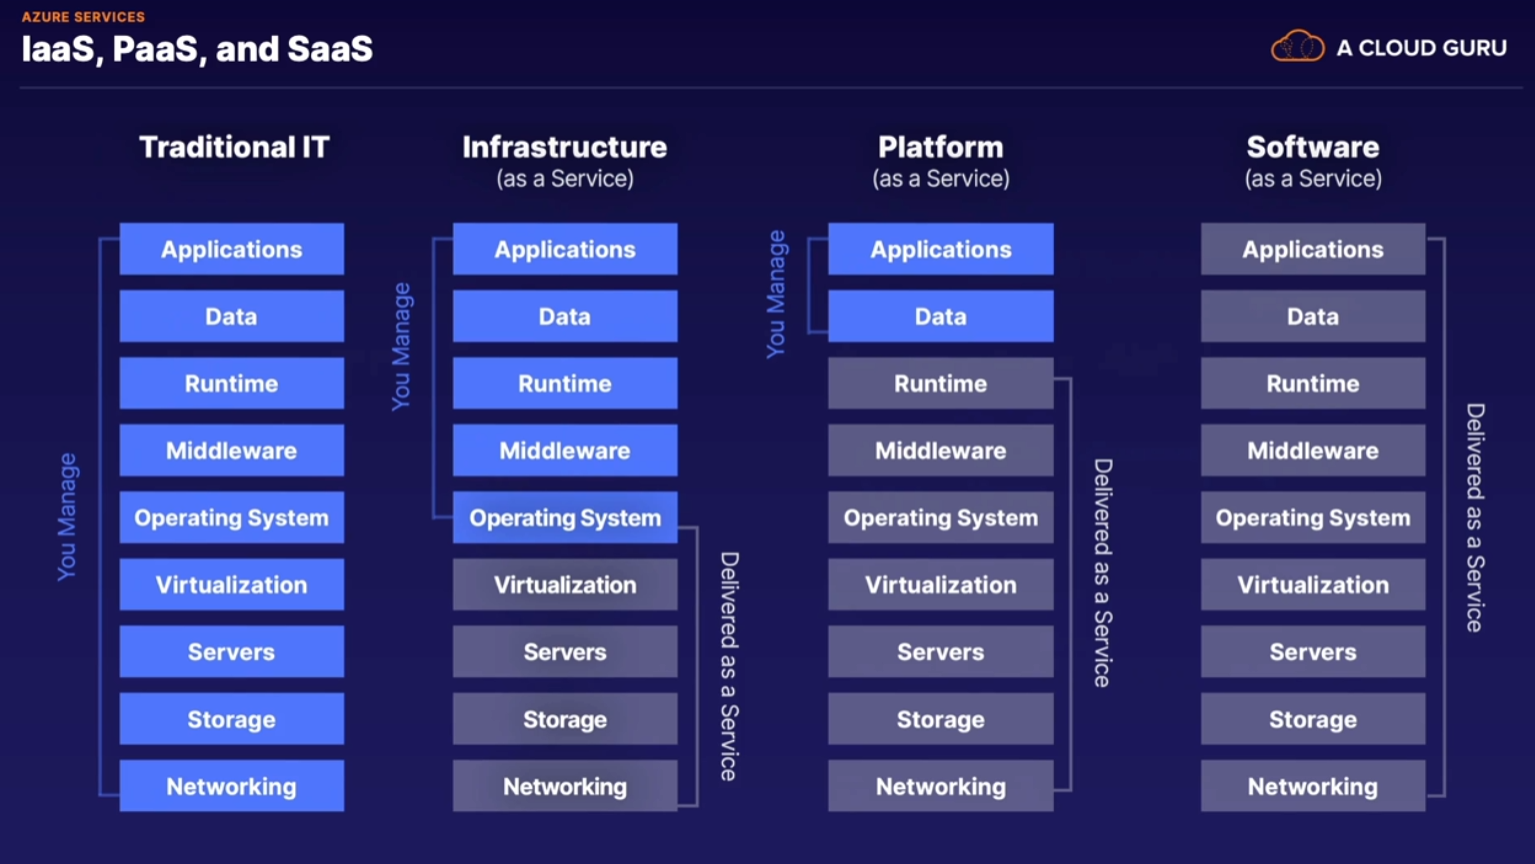 AZURE SERVICES
IaaS, PaaS, and SaaS
A CLOUD GURU
Traditional IT
You Manage
Applications
Data
Runtime
Middleware
Operating System
Virtualization
Servers
Storage
Networking
Infrastructure
(as a Service)
You Manage
Applications
Data
Runtime
Middleware
Operating System
Virtualization
Servers
Storage
Networking
Delivered as a Service
Platform
(as a Service)
You Manage
Applications
Data
Runtime
Middleware
Operating System
Virtualization
Servers
Storage
Networking
Delivered as a Service
Software
(as a Service)
Applications
Data
Runtime
Middleware
Operating System
Virtualization
Servers
Storage
Networking
Delivered as a Service